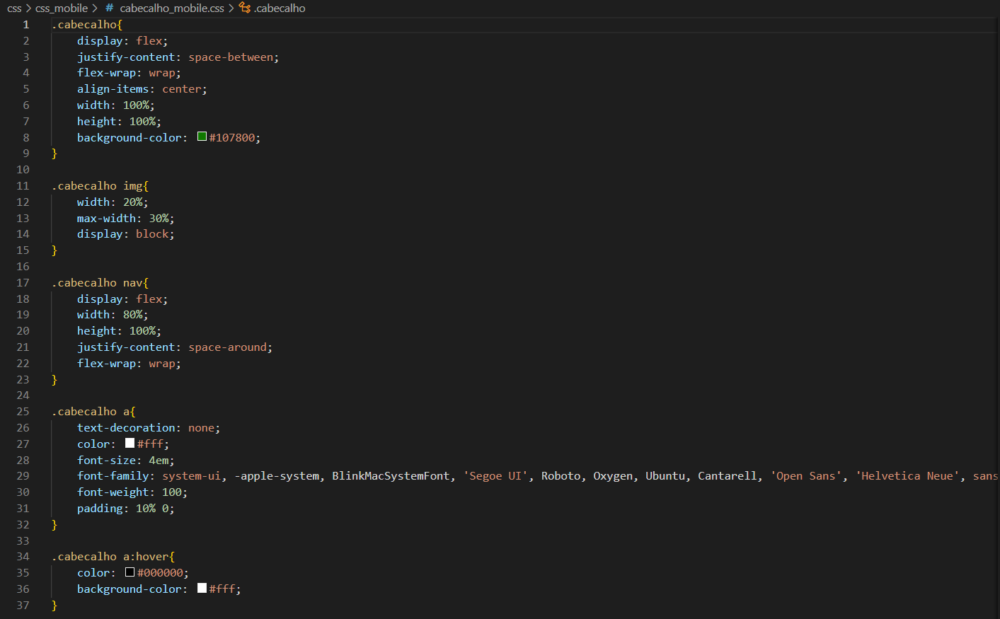 css > css_mobile > # cabecalho_mobile.css > .cabecalho
1 .cabecalho{
2     display: flex;
3     justify-content: space-between;
4     flex-wrap: wrap;
5     align-items: center;
6     width: 100%;
7     height: 100%;
8     background-color: #107800;
9 }
10
11 .cabecalho img{
12     width: 20%;
13     max-width: 30%;
14     display: block;
15 }
16
17 .cabecalho nav{
18     display: flex;
19     width: 80%;
20     height: 100%;
21     justify-content: space-around;
22     flex-wrap: wrap;
23 }
24
25 .cabecalho a{
26     text-decoration: none;
27     color: #fff;
28     font-size: 4em;
29     font-family: system-ui, -apple-system, BlinkMacSystemFont, 'Segoe UI', Roboto, Oxygen, Ubuntu, Cantarell, 'Open Sans', 'Helvetica Neue', sans
30     font-weight: 100;
31     padding: 10% 0;
32 }
33
34 .cabecalho a:hover{
35     color: #000000;
36     background-color: #fff;
37 }